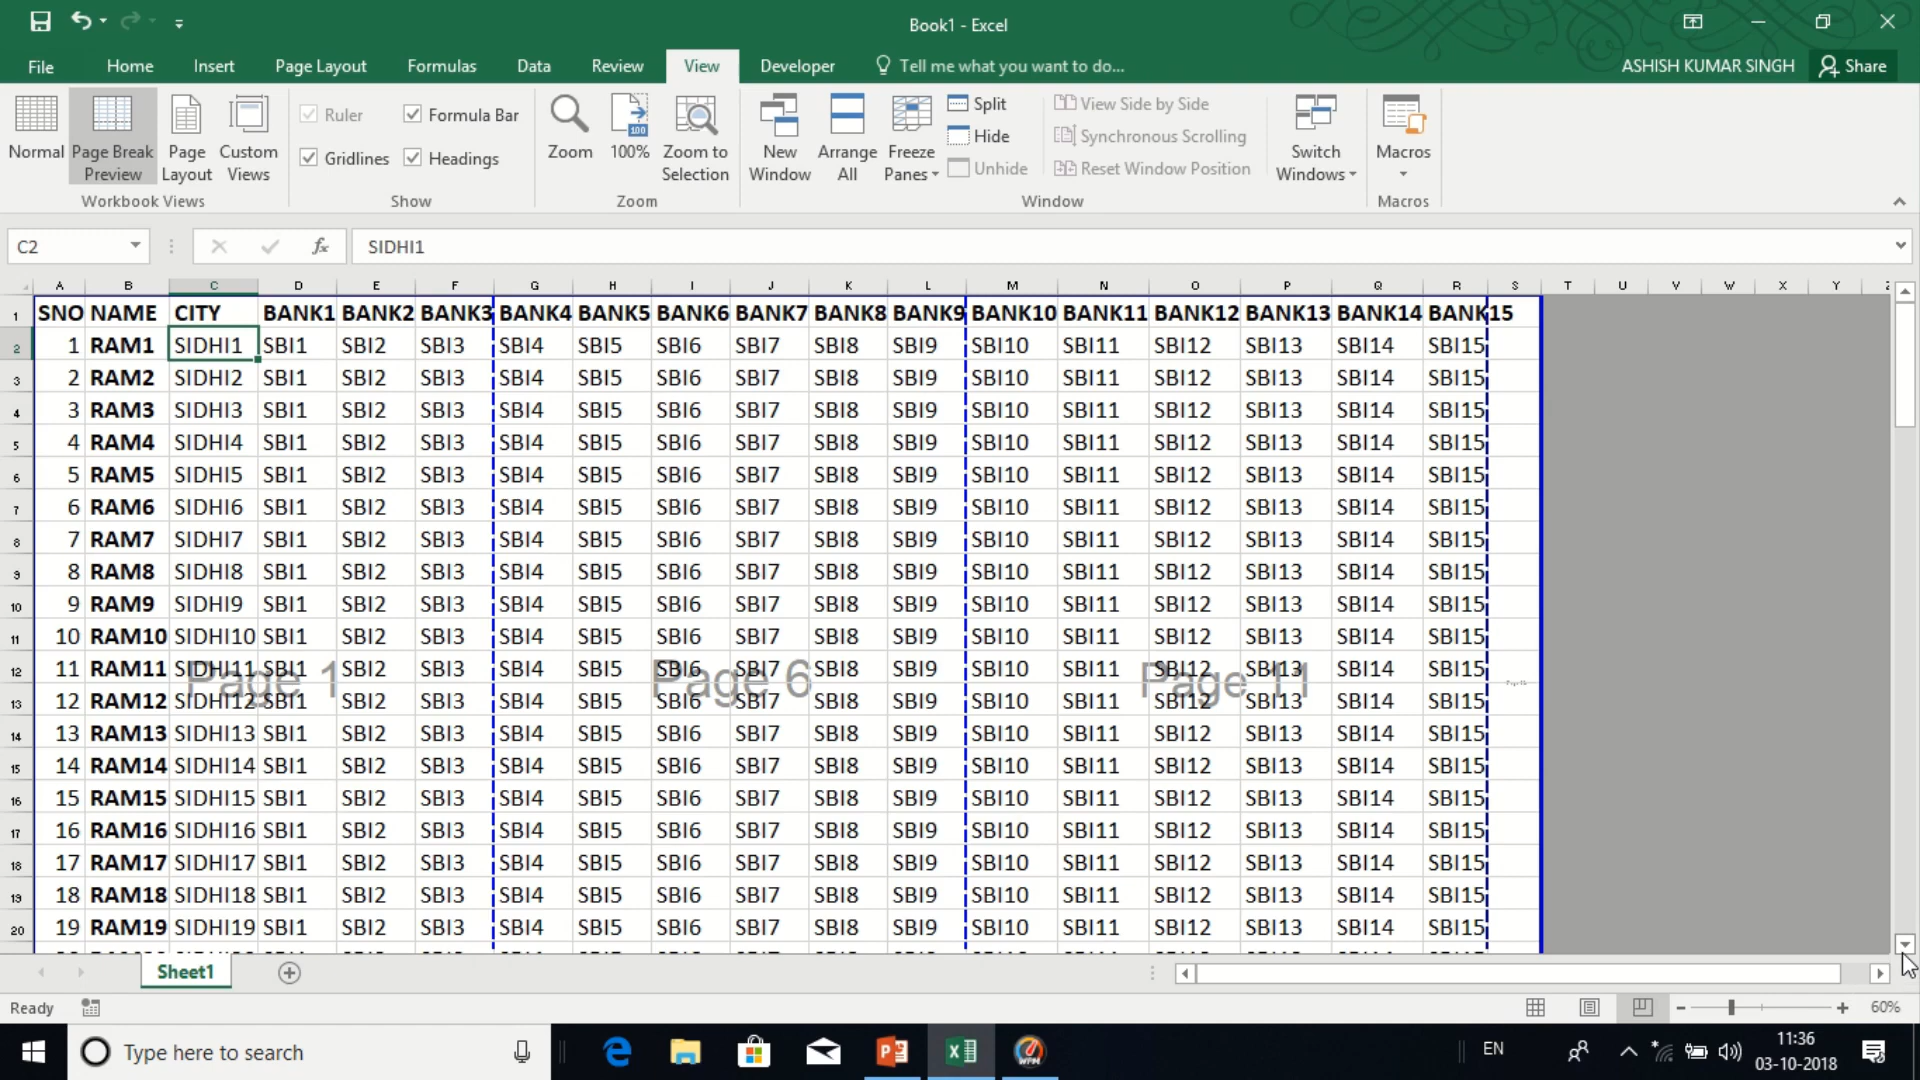 Book1 - Excel
File Home Insert Page Layout Formulas Data Review View Developer Tell me what you want to do... ASHISH KUMAR SINGH Share
Normal Page Break Preview Page Layout Custom Views Ruler Formula Bar Gridlines Headings Zoom 100% Zoom to Selection New Window Arrange All Freeze Panes Split Hide Unhide View Side by Side Synchronous Scrolling Reset Window Position Switch Windows Macros
100
Workbook Views Show Zoom Window Macros
C2 fx SIDHI1
A B C D E F G H I J K L M N O P Q R S T U V W X Y
1 SNO NAME CITY BANK1 BANK2 BANK3 BANK4 BANK5 BANK6 BANK7 BANK8 BANK9 BANK10 BANK11 BANK12 BANK13 BANK14 BANK15
2 1 RAM1 SIDHI1 SBI1 SBI2 SBI3 SBI4 SBI5 SBI6 SBI7 SBI8 SBI9 SBI10 SBI11 SBI12 SBI13 SBI14 SBI15
3 2 RAM2 SIDHI2 SBI1 SBI2 SBI3 SBI4 SBI5 SBI6 SBI7 SBI8 SBI9 SBI10 SBI11 SBI12 SBI13 SBI14 SBI15
4 3 RAM3 SIDHI3 SBI1 SBI2 SBI3 SBI4 SBI5 SBI6 SBI7 SBI8 SBI9 SBI10 SBI11 SBI12 SBI13 SBI14 SBI15
5 4 RAM4 SIDHI4 SBI1 SBI2 SBI3 SBI4 SBI5 SBI6 SBI7 SBI8 SBI9 SBI10 SBI11 SBI12 SBI13 SBI14 SBI15
6 5 RAM5 SIDHI5 SBI1 SBI2 SBI3 SBI4 SBI5 SBI6 SBI7 SBI8 SBI9 SBI10 SBI11 SBI12 SBI13 SBI14 SBI15
7 6 RAM6 SIDHI6 SBI1 SBI2 SBI3 SBI4 SBI5 SBI6 SBI7 SBI8 SBI9 SBI10 SBI11 SBI12 SBI13 SBI14 SBI15
8 7 RAM7 SIDHI7 SBI1 SBI2 SBI3 SBI4 SBI5 SBI6 SBI7 SBI8 SBI9 SBI10 SBI11 SBI12 SBI13 SBI14 SBI15
9 8 RAM8 SIDHI8 SBI1 SBI2 SBI3 SBI4 SBI5 SBI6 SBI7 SBI8 SBI9 SBI10 SBI11 SBI12 SBI13 SBI14 SBI15
10 9 RAM9 SIDHI9 SBI1 SBI2 SBI3 SBI4 SBI5 SBI6 SBI7 SBI8 SBI9 SBI10 SBI11 SBI12 SBI13 SBI14 SBI15
11 10 RAM10 SIDHI10 SBI1 SBI2 SBI3 SBI4 SBI5 SBI6 SBI7 SBI8 SBI9 SBI10 SBI11 SBI12 SBI13 SBI14 SBI15
12 11 RAM11 SIDHI11 SBI1 SBI2 SBI3 SBI4 SBI5 SBI6 SBI7 SBI8 SBI9 SBI10 SBI11 SBI12 SBI13 SBI14 SBI15
Page 1 Page 6 Page 11
13 12 RAM12 SIDHI12 SBI1 SBI2 SBI3 SBI4 SBI5 SBI6 SBI7 SBI8 SBI9 SBI10 SBI11 SBI12 SBI13 SBI14 SBI15
14 13 RAM13 SIDHI13 SBI1 SBI2 SBI3 SBI4 SBI5 SBI6 SBI7 SBI8 SBI9 SBI10 SBI11 SBI12 SBI13 SBI14 SBI15
15 14 RAM14 SIDHI14 SBI1 SBI2 SBI3 SBI4 SBI5 SBI6 SBI7 SBI8 SBI9 SBI10 SBI11 SBI12 SBI13 SBI14 SBI15
16 15 RAM15 SIDHI15 SBI1 SBI2 SBI3 SBI4 SBI5 SBI6 SBI7 SBI8 SBI9 SBI10 SBI11 SBI12 SBI13 SBI14 SBI15
17 16 RAM16 SIDHI16 SBI1 SBI2 SBI3 SBI4 SBI5 SBI6 SBI7 SBI8 SBI9 SBI10 SBI11 SBI12 SBI13 SBI14 SBI15
18 17 RAM17 SIDHI17 SBI1 SBI2 SBI3 SBI4 SBI5 SBI6 SBI7 SBI8 SBI9 SBI10 SBI11 SBI12 SBI13 SBI14 SBI15
19 18 RAM18 SIDHI18 SBI1 SBI2 SBI3 SBI4 SBI5 SBI6 SBI7 SBI8 SBI9 SBI10 SBI11 SBI12 SBI13 SBI14 SBI15
20 19 RAM19 SIDHI19 SBI1 SBI2 SBI3 SBI4 SBI5 SBI6 SBI7 SBI8 SBI9 SBI10 SBI11 SBI12 SBI13 SBI14 SBI15
Sheet1
Ready 60%
Type here to search EN 11:36
03-10-2018